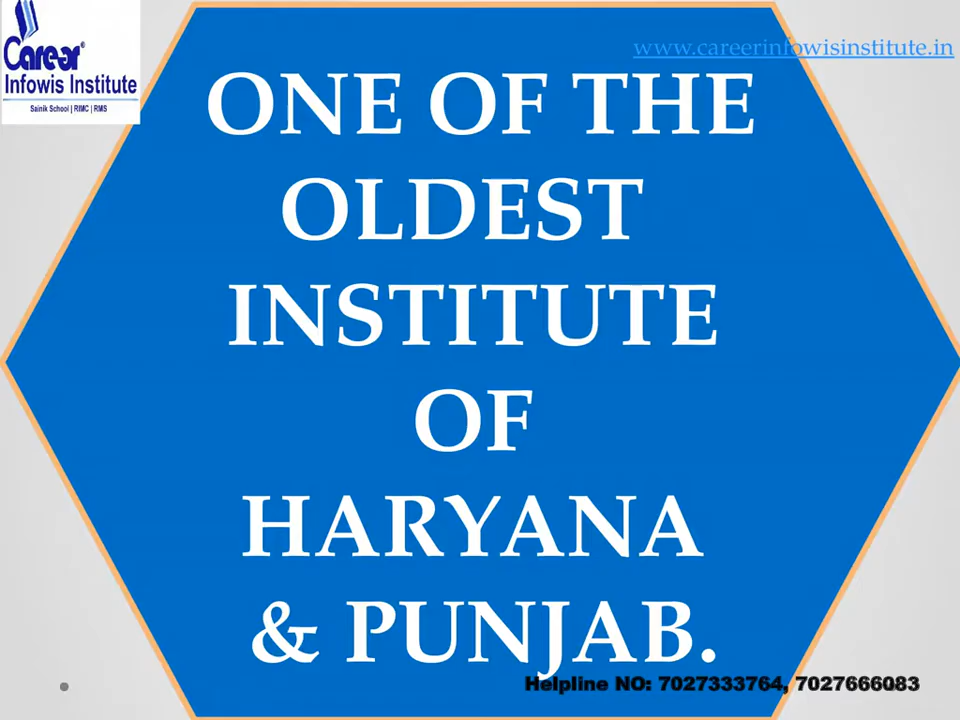 Career®
Infowis Institute
Sainik School | RIMC | RMS
www.careerinfowisinstitute.in
ONE OF THE
OLDEST
INSTITUTE
OF
HARYANA
& PUNJAB.
Helpline NO: 7027333764, 7027666083